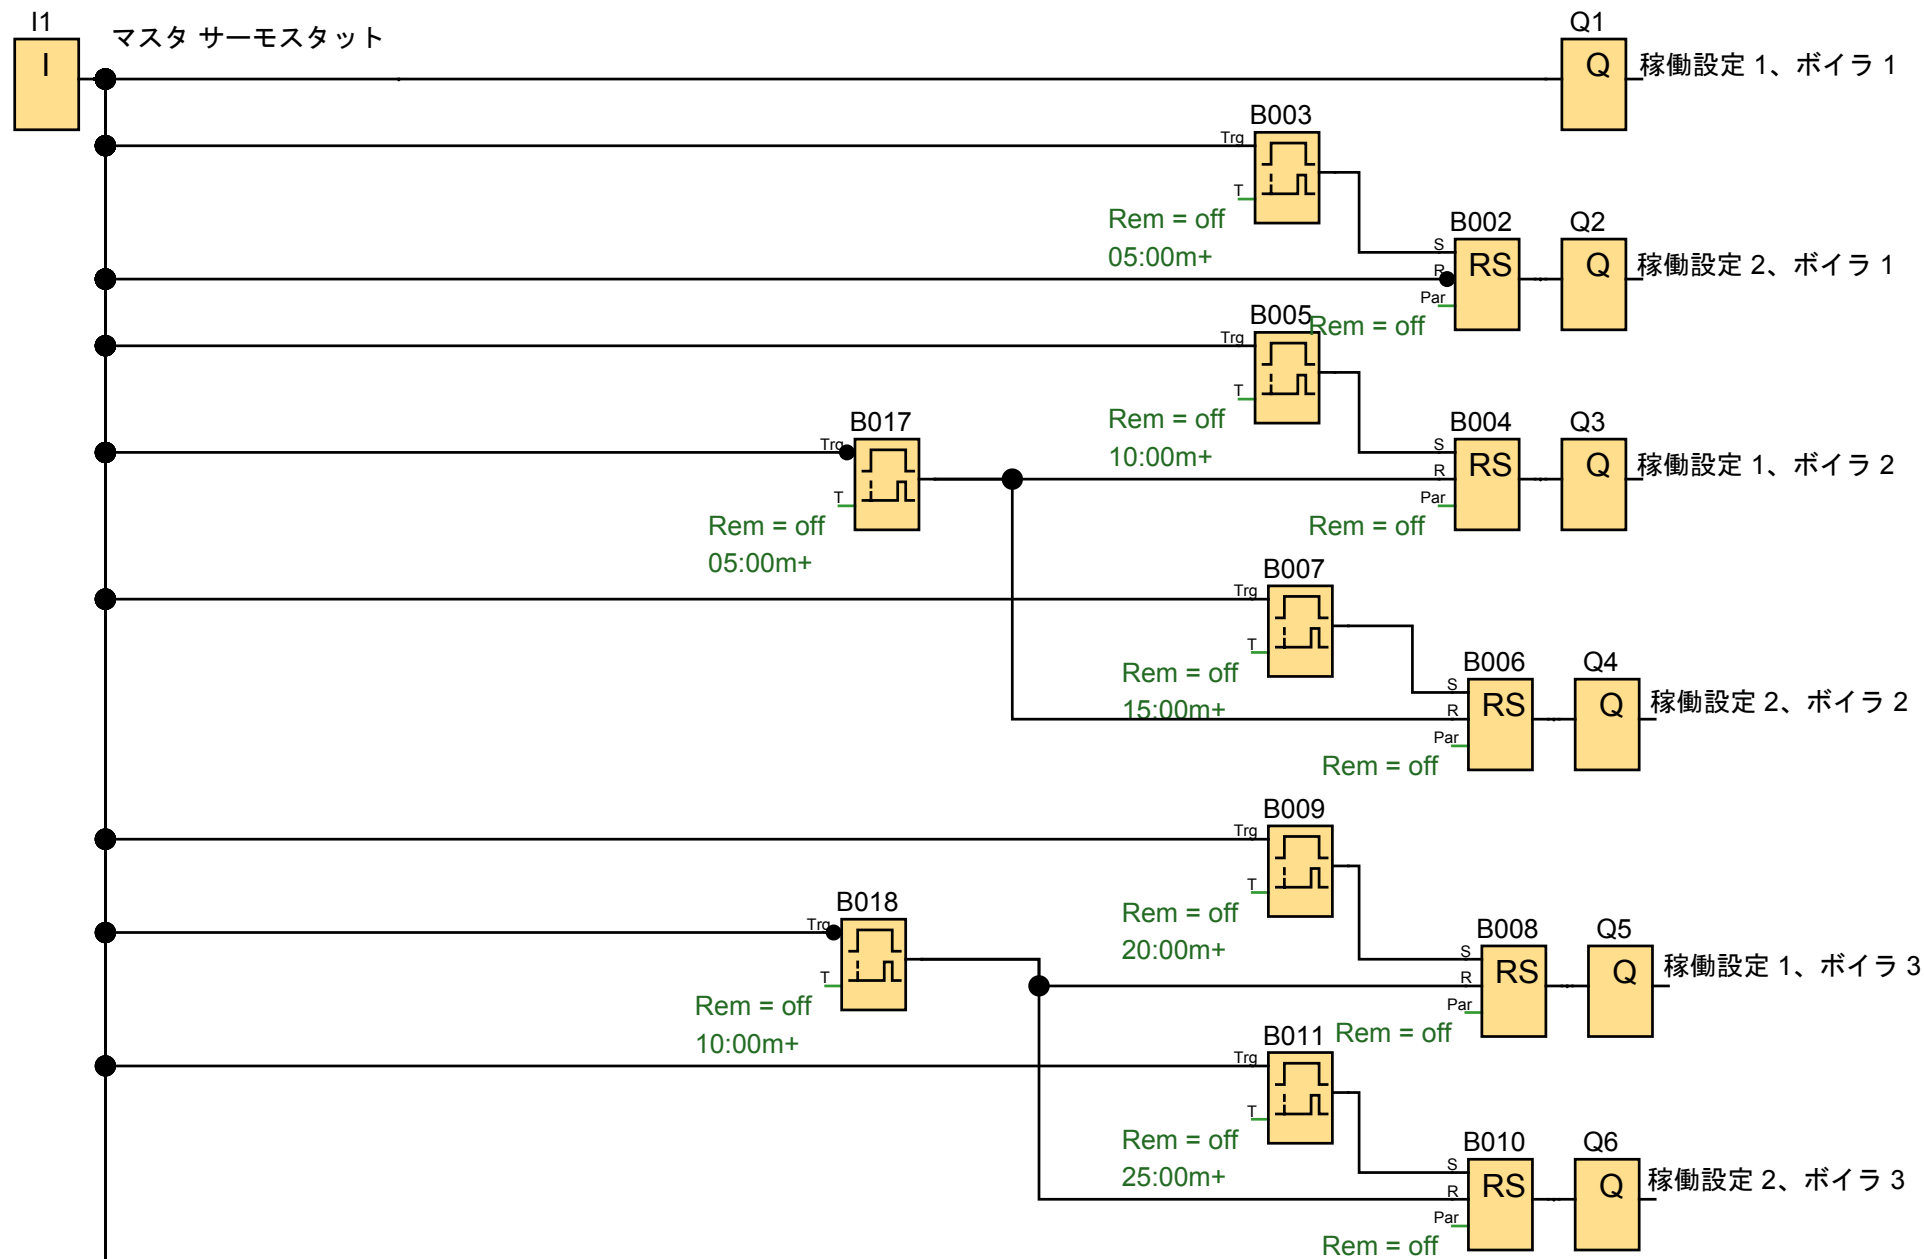 I1
マスタ サーモスタット
I
Q1
Q
稼働設定 1、ボイラ 1
B003
Trg
T
Rem = off
05:00m+
B002
S
R
Par
RS
Rem = off
Q2
Q
稼働設定 2、ボイラ 1
B005
Trg
T
Rem = off
10:00m+
B017
Trg
T
Rem = off
05:00m+
B004
S
R
Par
RS
Rem = off
Q3
Q
稼働設定 1、ボイラ 2
B007
Trg
T
Rem = off
15:00m+
B006
S
R
Par
RS
Rem = off
Q4
Q
稼働設定 2、ボイラ 2
B009
Trg
T
Rem = off
20:00m+
B018
Trg
T
Rem = off
10:00m+
B008
S
R
Par
RS
Rem = off
Q5
Q
稼働設定 1、ボイラ 3
B011
Trg
T
Rem = off
25:00m+
B010
S
R
Par
RS
Rem = off
Q6
Q
稼働設定 2、ボイラ 3